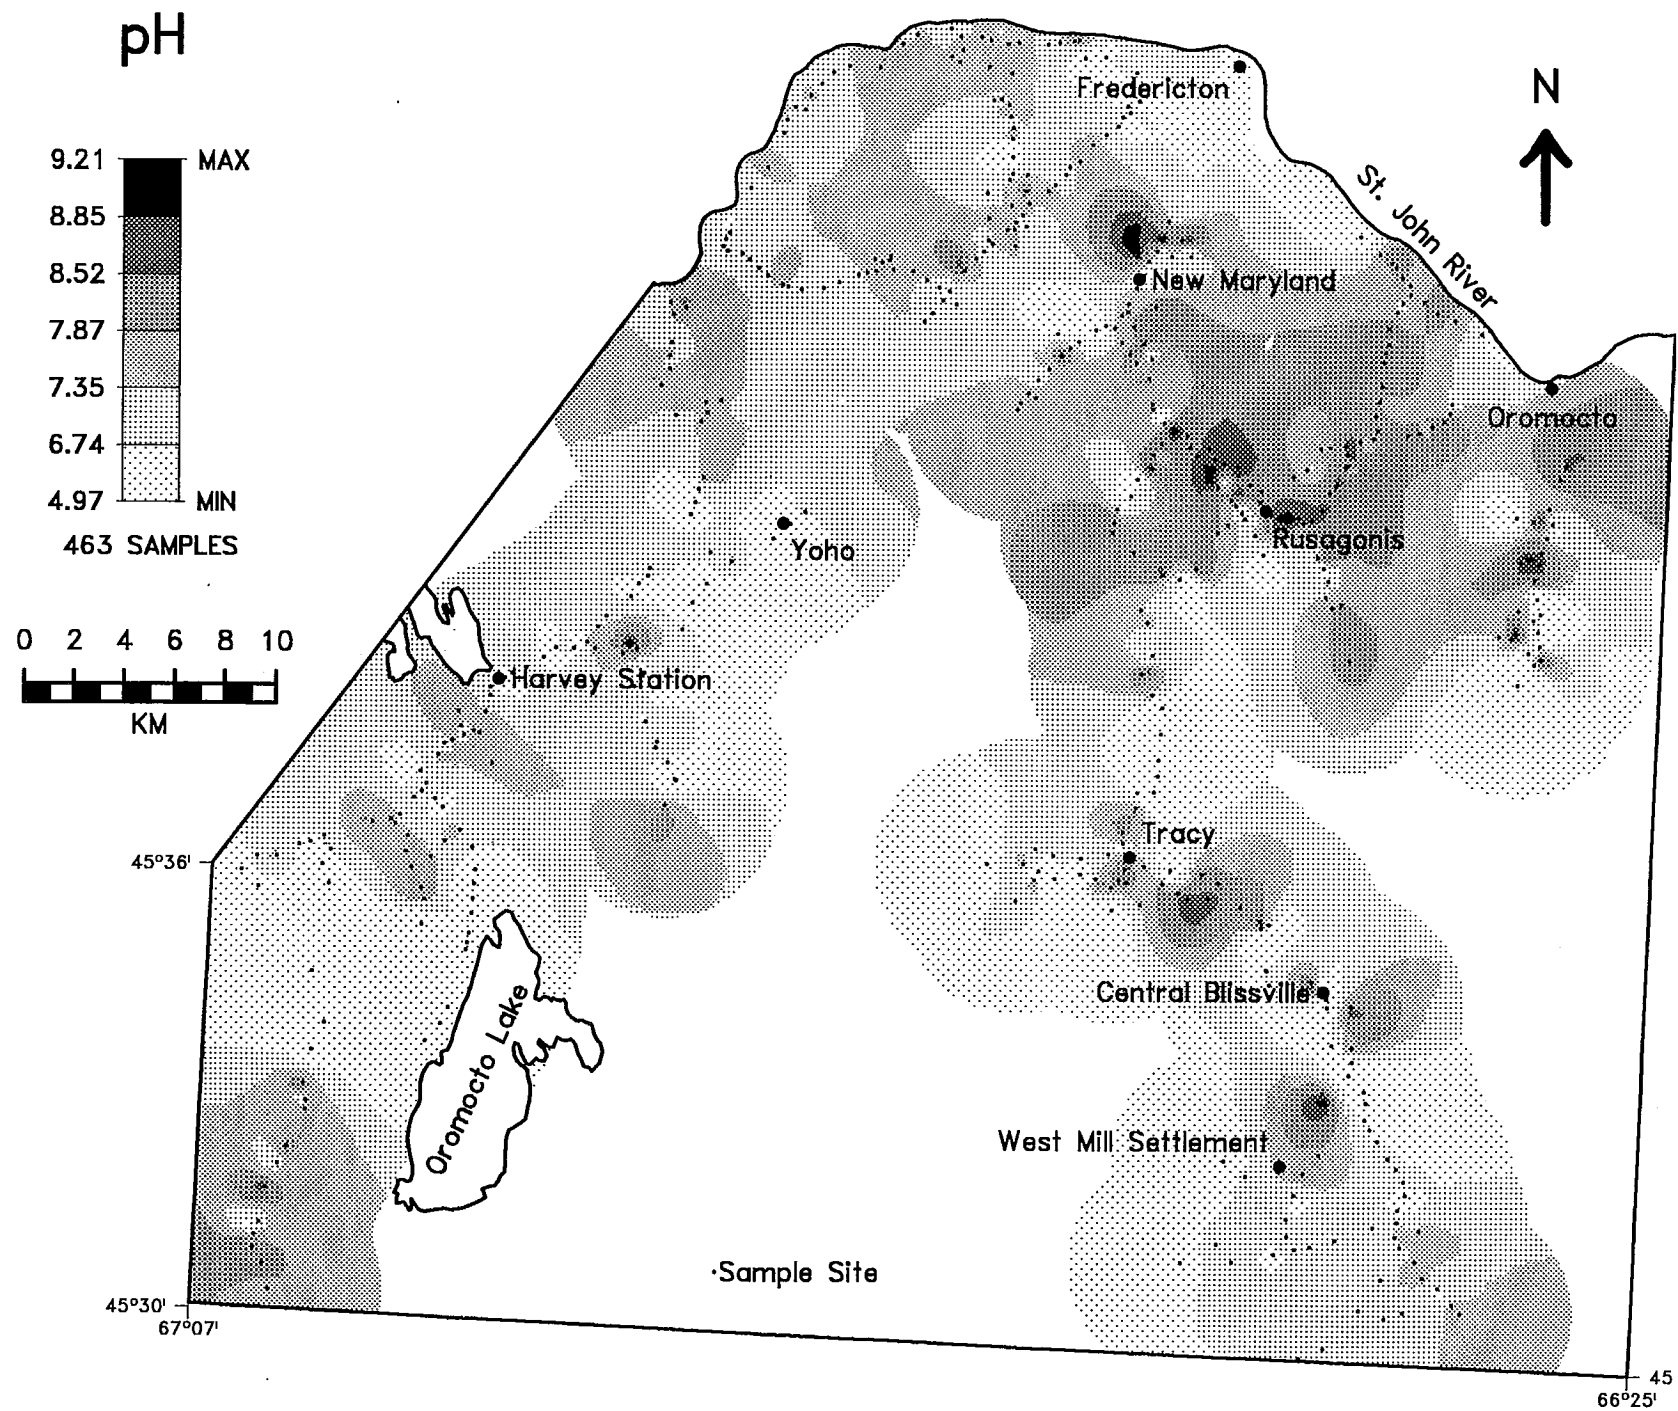 pH
Fredericton
N
9.21 MAX
8.85
8.52
7.87
7.35
6.74
4.97 MIN
463 SAMPLES
St. John River
New Maryland
Oromocto
Rusagonis
Yoho
0 2 4 6 8 10
KM
Harvey Station
Tracy
45°36'
Central Blissville
Oromocto Lake
West Mill Settlement
Sample Site
45°30'
67°07'
45
66°25'